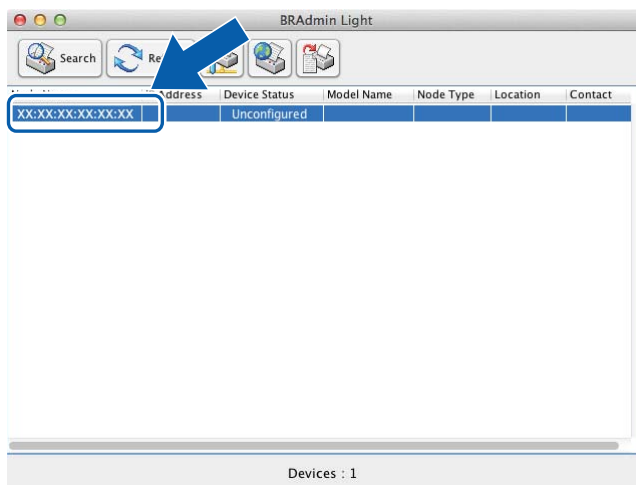 BRAdmin Light
Search
Device Status Model Name Node Type Location Contact
XX:XX:XX:XX:XX:XX Unconfigured
Devices : 1